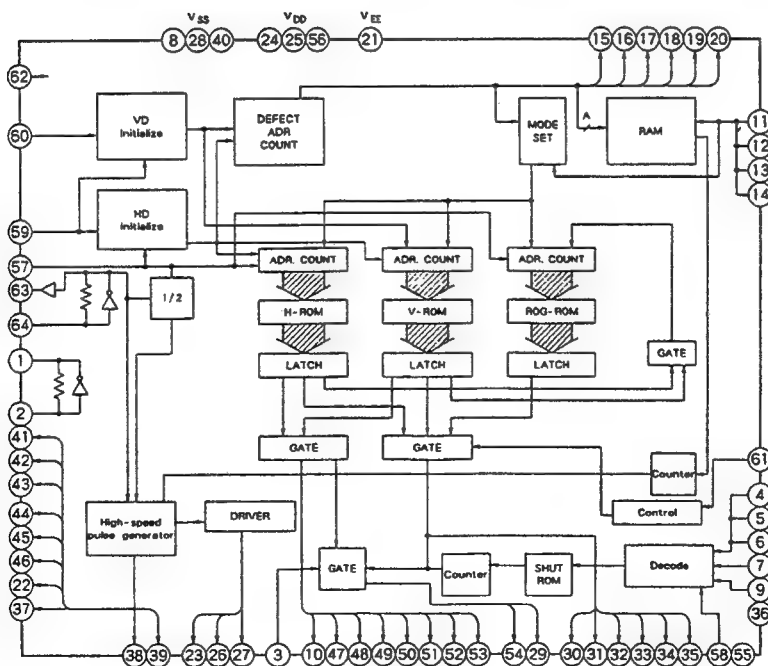 VSS VDD VEE
8 28 40 24 25 56 21 15 16 17 18 19 20
62
60
VD
Initialize
DEFECT
ADR
COUNT
MODE
SET
A
RAM
11
12
13
14
59
HD
Initialize
57
63
64
1/2
ADR. COUNT ADR. COUNT ADR. COUNT
H-ROM V-ROM ROG-ROM
LATCH LATCH LATCH
GATE
1
2
41
42
43
44
45
46
22
37
GATE GATE
61
Counter
Control
4
5
6
7
9
36
High-speed
pulse generator
DRIVER
GATE
Counter
SHUT
ROM
Decode
38 39 23 26 27 3 10 47 48 49 50 51 52 53 54 29 30 31 32 33 34 35 58 55